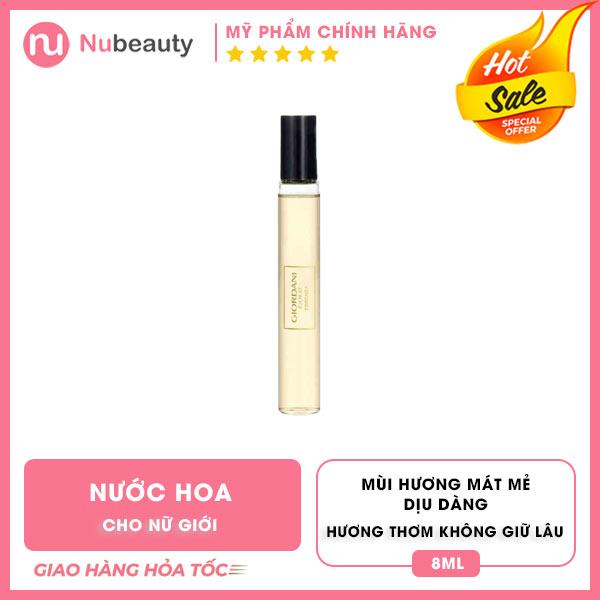 nu Nubeauty
MỸ PHẨM CHÍNH HÃNG
Hot
Sale
SPECIAL
OFFER
GIORDANI
GOLD
NƯỚC HOA
CHO NỮ GIỚI
MÙI HƯƠNG MÁT MẺ
DỊU DÀNG
HƯƠNG THƠM KHÔNG GIỮ LÂU
8ML
GIAO HÀNG HỎA TỐC